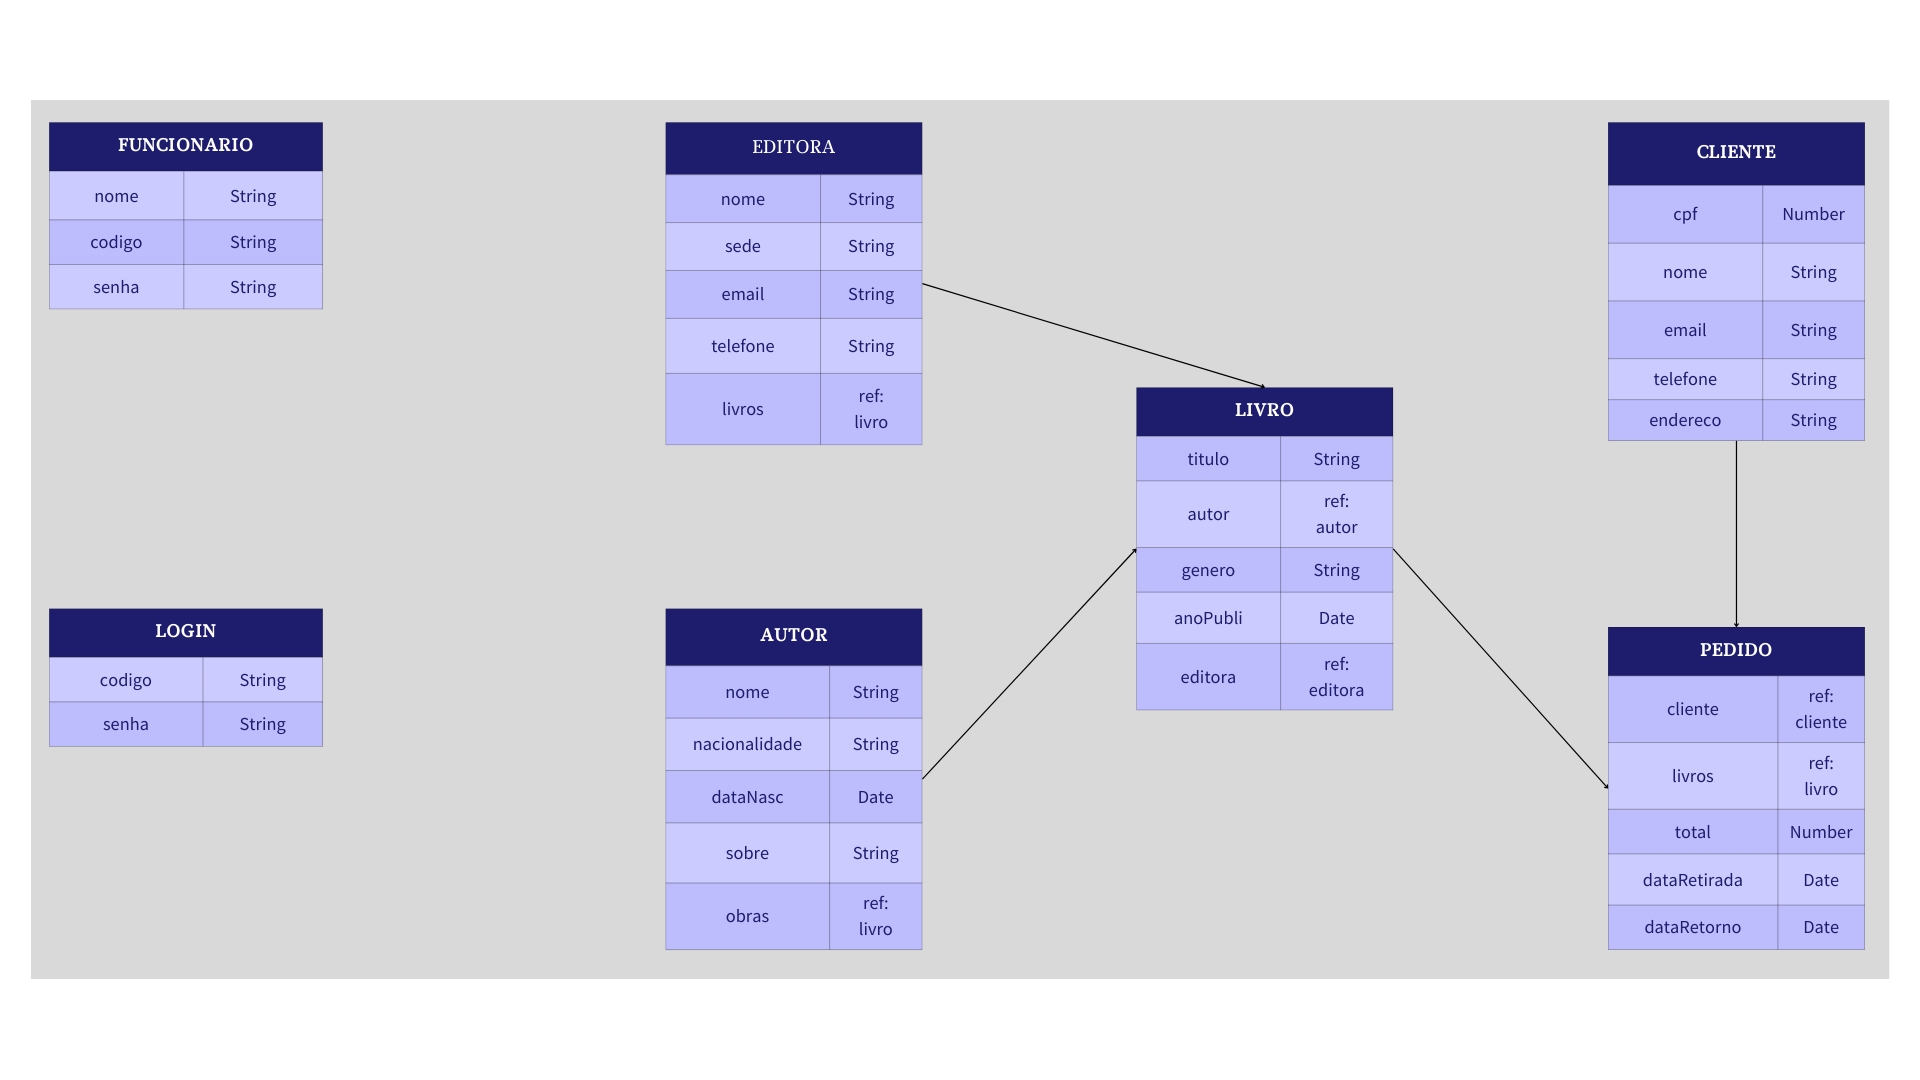 FUNCIONARIO
nome String
codigo String
senha String
EDITORA
nome String
sede String
email String
telefone String
livros ref:
livro
CLIENTE
cpf Number
nome String
email String
telefone String
endereco String
LIVRO
titulo String
autor ref:
autor
genero String
anoPubli Date
editora ref:
editora
LOGIN
codigo String
senha String
AUTOR
nome String
nacionalidade String
dataNasc Date
sobre String
obras ref:
livro
PEDIDO
cliente ref:
cliente
livros ref:
livro
total Number
dataRetirada Date
dataRetorno Date